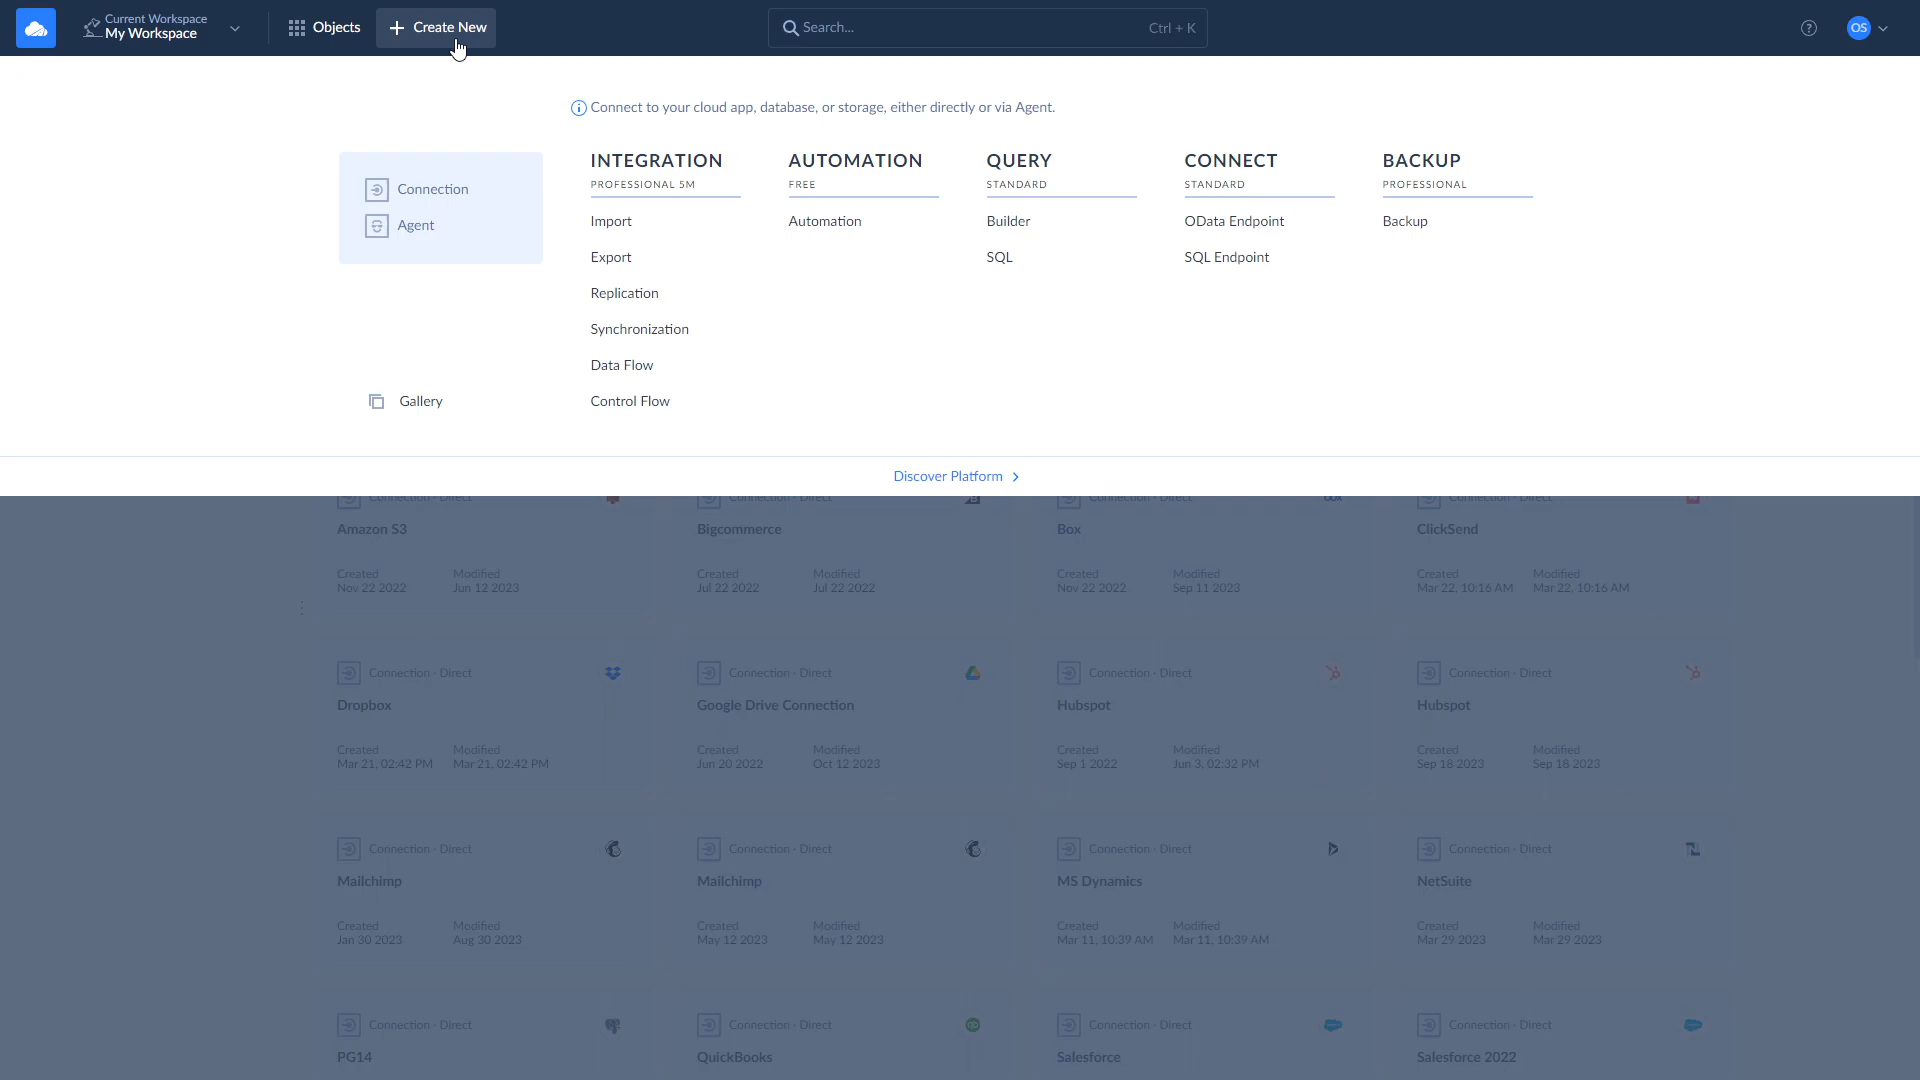 Current Workspace
My Workspace
Objects
Create New
Search...
Ctrl + K
OS
Connect to your cloud app, database, or storage, either directly or via Agent.
Connection
Agent
Gallery
INTEGRATION
PROFESSIONAL 5M
Import
Export
Replication
Synchronization
Data Flow
Control Flow
AUTOMATION
FREE
Automation
QUERY
STANDARD
Builder
SQL
CONNECT
STANDARD
OData Endpoint
SQL Endpoint
BACKUP
PROFESSIONAL
Backup
Discover Platform
Connection - Direct
Amazon S3
Created Modified
Nov 22 2022 Jun 12 2023
Connection - Direct
Bigcommerce
Created Modified
Jul 22 2022 Jul 22 2022
Connection - Direct
box
Box
Created Modified
Nov 22 2022 Sep 11 2023
Connection - Direct
ClickSend
Created Modified
Mar 22, 10:16 AM Mar 22, 10:16 AM
Connection - Direct
Dropbox
Created Modified
Mar 21, 02:42 PM Mar 21, 02:42 PM
Connection - Direct
Google Drive Connection
Created Modified
Jun 20 2022 Oct 12 2023
Connection - Direct
Hubspot
Created Modified
Sep 1 2022 Jun 3, 02:32 PM
Connection - Direct
Hubspot
Created Modified
Sep 18 2023 Sep 18 2023
Connection - Direct
Mailchimp
Created Modified
Jan 30 2023 Aug 30 2023
Connection - Direct
Mailchimp
Created Modified
May 12 2023 May 12 2023
Connection - Direct
MS Dynamics
Created Modified
Mar 11, 10:39 AM Mar 11, 10:39 AM
Connection - Direct
NetSuite
Created Modified
Mar 29 2023 Mar 29 2023
Connection - Direct
PG14
Connection - Direct
QuickBooks
Connection - Direct
Salesforce
Connection - Direct
Salesforce 2022